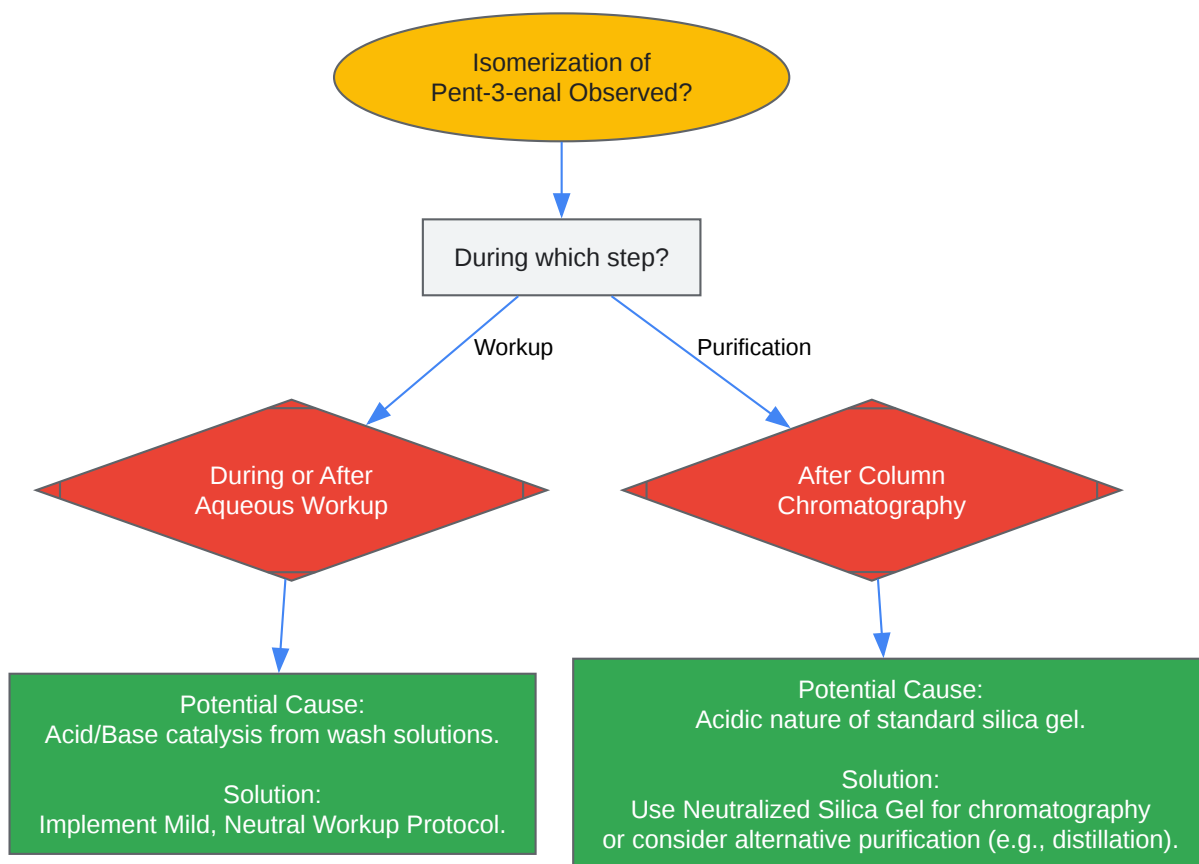 Isomerization of
Pent-3-enal Observed?
During which step?
Workup
Purification
During or After
Aqueous Workup
After Column
Chromatography
Potential Cause:
Acid/Base catalysis from wash solutions.
Solution:
Implement Mild, Neutral Workup Protocol.
Potential Cause:
Acidic nature of standard silica gel.
Solution:
Use Neutralized Silica Gel for chromatography
or consider alternative purification (e.g., distillation).